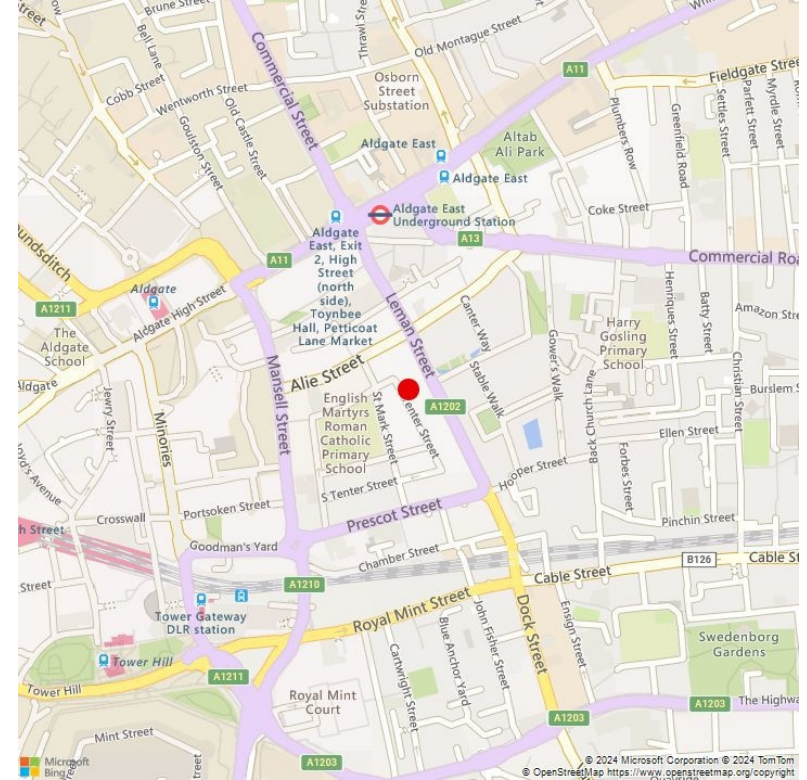 Brune Street
Bell Lane
Cobb Street
Wentworth Street
Old Castle Street
Goulston Street
Commercial Street
Thrawl Street
Old Montague Street
Osborn
Street
Substation
A11
Fieldgate Street
Settles Street
Parfett Street
Myrdle Street
Plumbers Row
Greenfield Road
Altab
Ali Park
Aldgate East
Aldgate East
Aldgate East
Underground Station
Coke Street
A13
Commercial Roa
Aldgate
East, Exit
2, High
Street
(north
side),
Toynbee
Hall, Petticoat
Lane Market
A11
undsditch
A1211
Aldgate
Aldgate High Street
The
Aldgate
School
Aldgate
Jewry Street
Minories
Mansell Street
Alie Street
Leman Street
Canter Way
Stable Walk
Gower's Walk
Back Church Lane
Henriques Street
Batty Street
Christian Street
Amazon Stre
Harry
Gosling
Primary
School
Burslem S
A1202
English
Martyrs
Roman
Catholic
Primary
School
St Mark Street
Tenter Street
S Tenter Street
Ellen Street
Forbes Street
Hooper Street
Portsoken Street
Prescot Street
Pinchin Street
Crosswall
h Street
Goodman's Yard
Chamber Street
B126
Cable St
Cable Street
Street
A1210
Tower Gateway
DLR station
Royal Mint Street
John Fisher Street
Blue Anchor Yard
Cartwright Street
Dock Street
Ensign Street
Swedenborg
Gardens
Tower Hill
Tower Hill
A1211
Royal Mint
Court
Mint Street
A1203
A1203
A1203
The Highwa
Microsoft
Bing
© 2024 Microsoft Corporation © 2024 TomTom
© OpenStreetMap https://www.openstreetmap.org/copyright